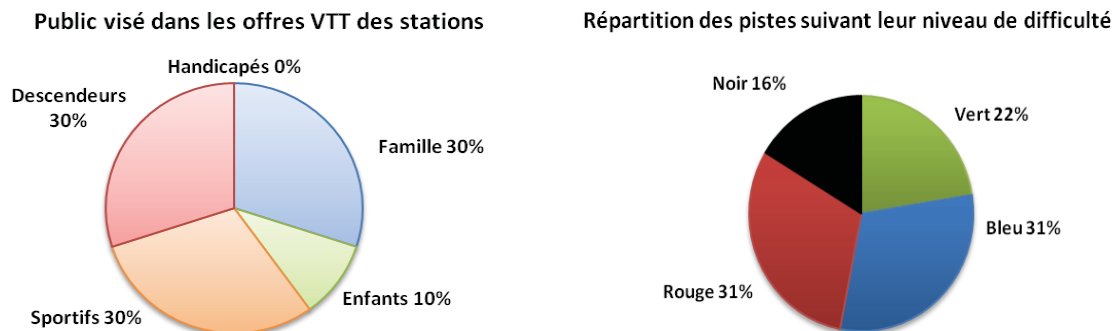 Public visé dans les offres VTT des stations
Handicapés 0%
Descendeurs
30%
Famille 30%
Enfants 10%
Sportifs 30%
Répartition des pistes suivant leur niveau de difficulté
Noir 16%
Vert 22%
Bleu 31%
Rouge 31%